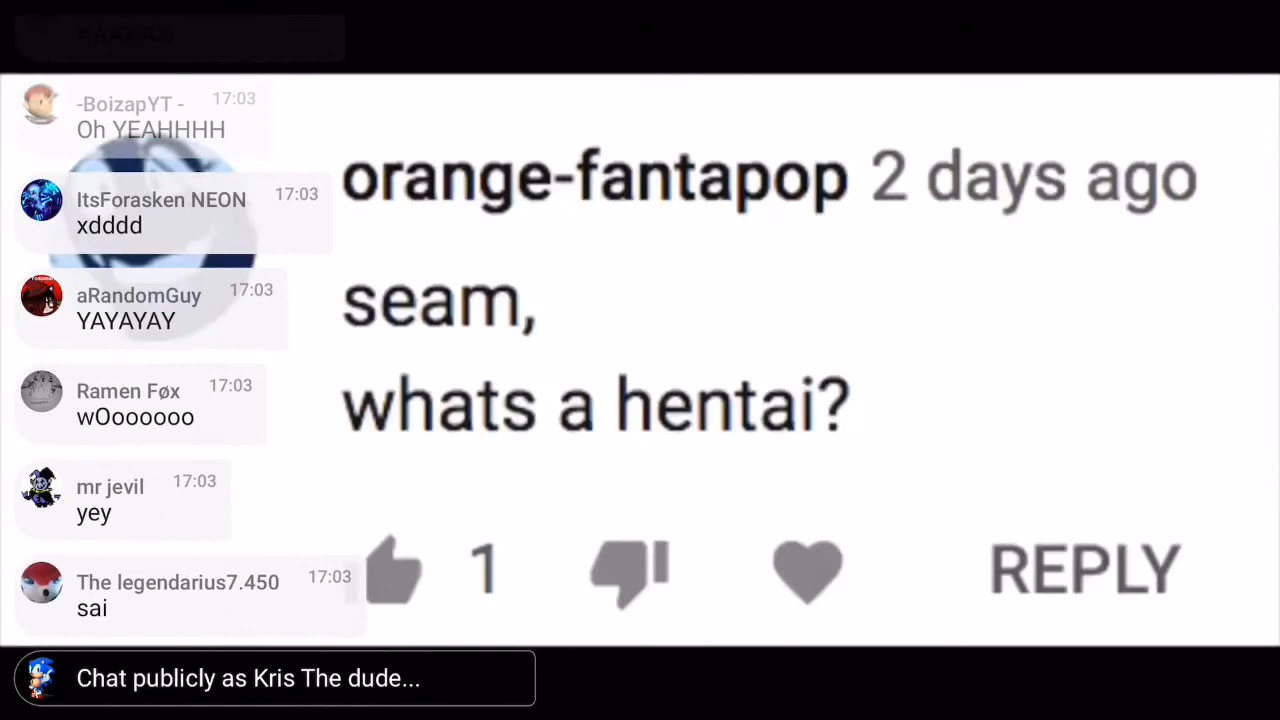 -BoizapYT - 17:03
Oh YEAHHHH
ItsForasken NEON 17:03
xdddd
aRandomGuy 17:03
YAYAYAY
Ramen Føx 17:03
wOoooooo
mr jevil 17:03
yey
The legendarius7.450 17:03
sai
Chat publicly as Kris The dude...
orange-fantapop 2 days ago
seam,
whats a hentai?
1 REPLY